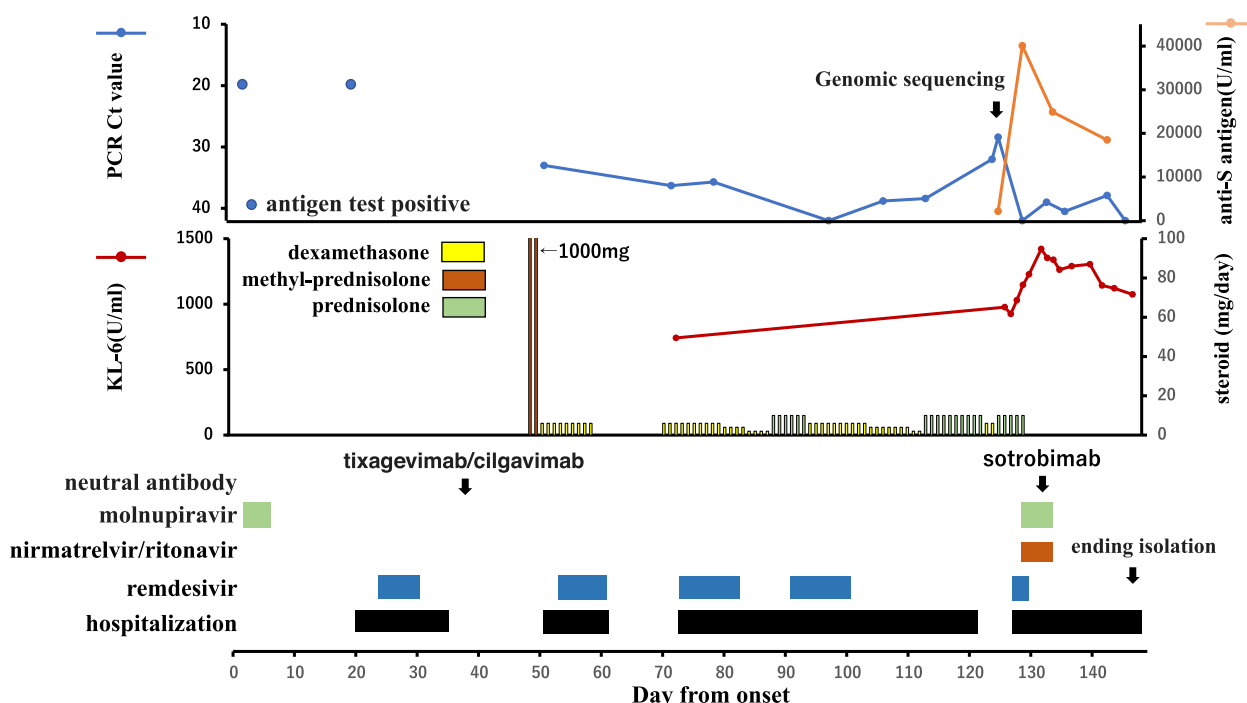 PCR Ct value
10
20
30
40
antigen test positive
Genomic sequencing
40000
30000
20000
10000
0
anti-S antigen(U/ml)
KL-6(U/ml)
1500
1000
500
0
dexamethasone
methyl-prednisolone
prednisolone
←1000mg
100
80
60
40
20
0
steroid (mg/day)
tixagevimab/cilgavimab
sotrobimab
neutral antibody
molnupiravir
nirmatrelvir/ritonavir
ending isolation
remdesivir
hospitalization
0 10 20 30 40 50 60 70 80 90 100 110 120 130 140
Day from onset